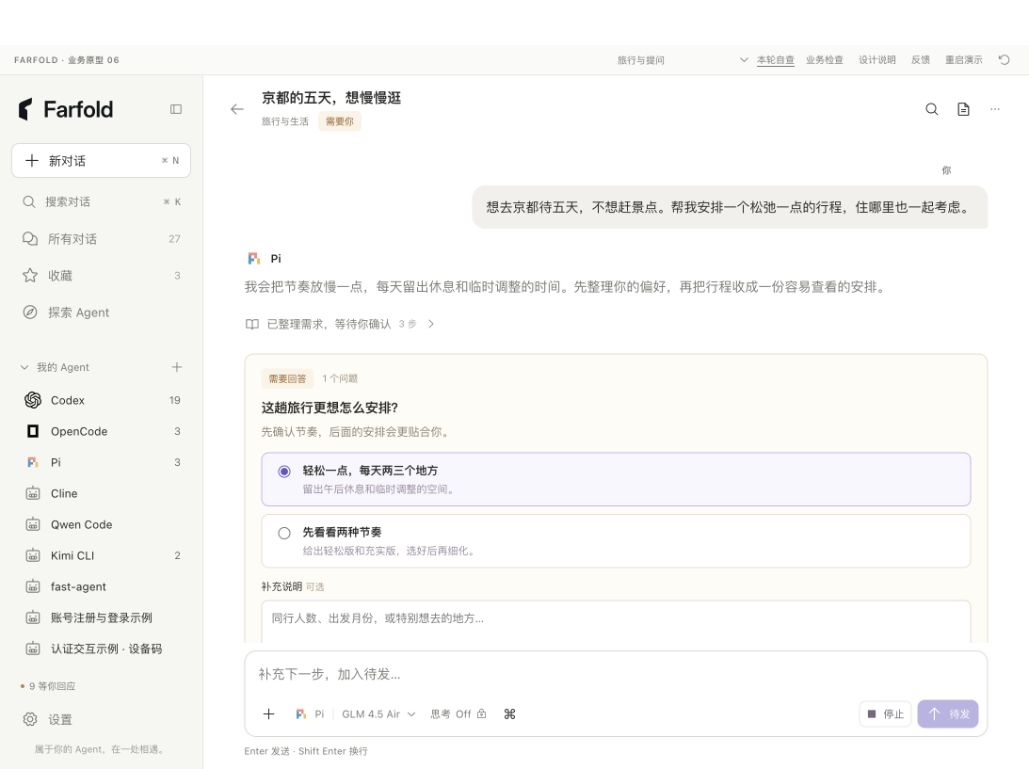 FARFOLD · 业务原型 06
旅行与提问
本轮自查 业务检查 设计说明 反馈 重启演示
Farfold
新对话 ⌘ N
搜索对话 ⌘ K
所有对话 27
收藏 3
探索 Agent
我的 Agent
Codex 19
OpenCode 3
Pi 3
Cline
Qwen Code
Kimi CLI 2
fast-agent
账号注册与登录示例
认证交互示例 · 设备码
9 等你回应
设置
属于你的 Agent，在一处相遇。
京都的五天，想慢慢逛
旅行与生活 需要你
你
想去京都待五天，不想赶景点。帮我安排一个松弛一点的行程，住哪里也一起考虑。
Pi
我会把节奏放慢一点，每天留出休息和临时调整的时间。先整理你的偏好，再把行程收成一份容易查看的安排。
已整理需求，等待你确认 3 步
需要回答 1 个问题
这趟旅行更想怎么安排?
先确认节奏，后面的安排会更贴合你。
轻松一点，每天两三个地方
留出午后休息和临时调整的空间。
先看看两种节奏
给出轻松版和充实版，选好后再细化。
补充说明 可选
同行人数、出发月份，或特别想去的地方...
补充下一步，加入待发...
Pi GLM 4.5 Air 思考 Off ⌘ 停止 待发
Enter 发送 · Shift Enter 换行